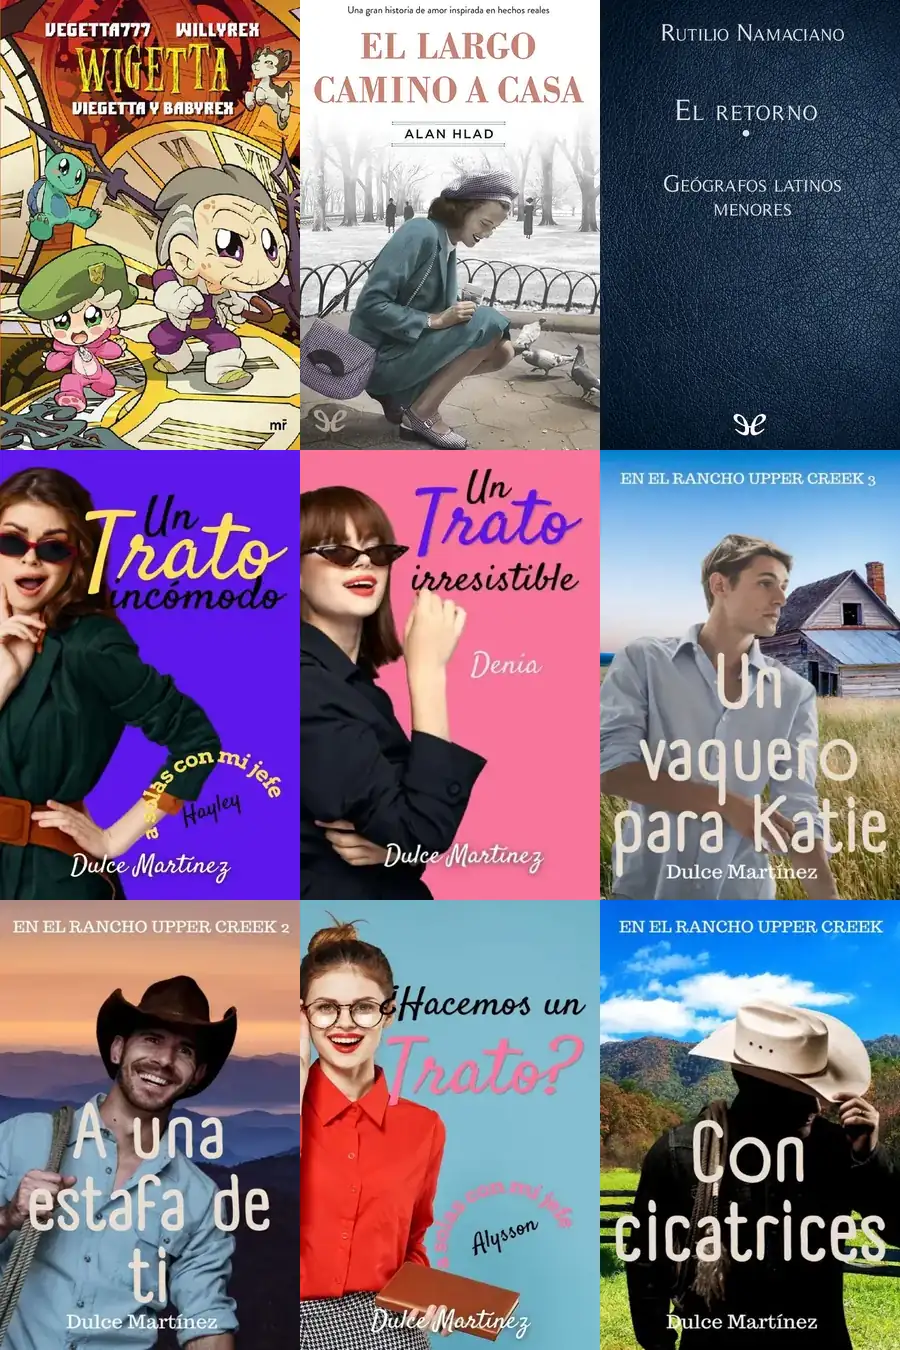 VEGETTA777 WILLYREX
WIGETTA
VIEGETTA Y BABYREX
mr
Una gran historia de amor inspirada en hechos reales
EL LARGO
CAMINO A CASA
ALAN HLAD
RUTILIO NAMACIANO
EL RETORNO
•
GEÓGRAFOS LATINOS
MENORES
Un
Trato
incómodo
a solas con mi jefe
Hayley
Dulce Martínez
Un
Trato
irresistible
Denia
Dulce Martínez
EN EL RANCHO UPPER CREEK 3
Un
vaquero
para Katie
Dulce Martínez
EN EL RANCHO UPPER CREEK 2
A una
estafa de
ti
Dulce Martínez
¿Hacemos un
Trato?
a solas con mi jefe
Alysson
Dulce Martínez
EN EL RANCHO UPPER CREEK
Con
cicatrices
Dulce Martínez